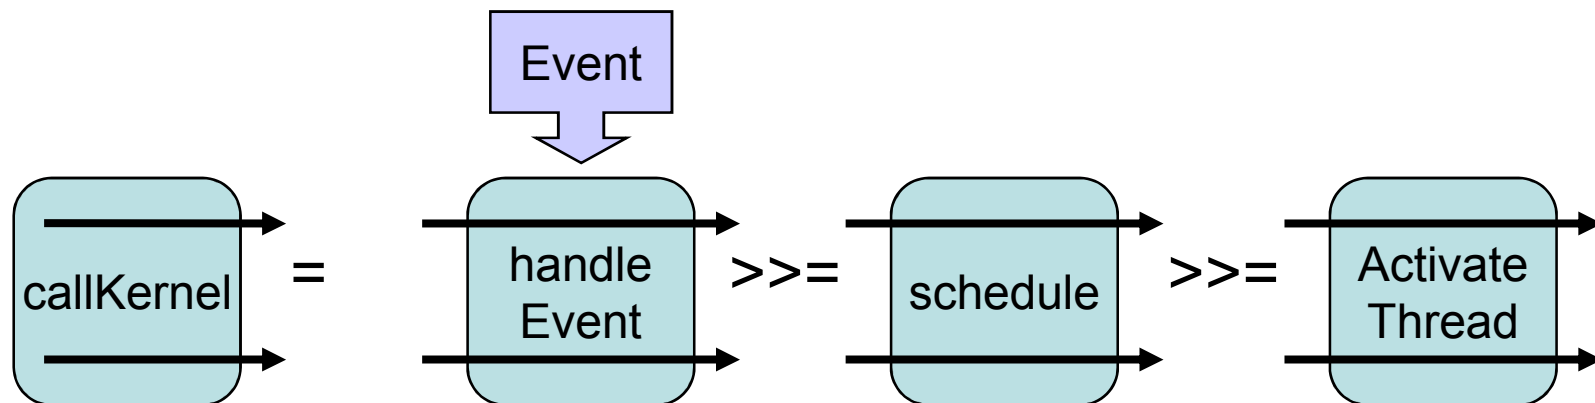 Event
callKernel
=
handle
Event
>>=
schedule
>>=
Activate
Thread